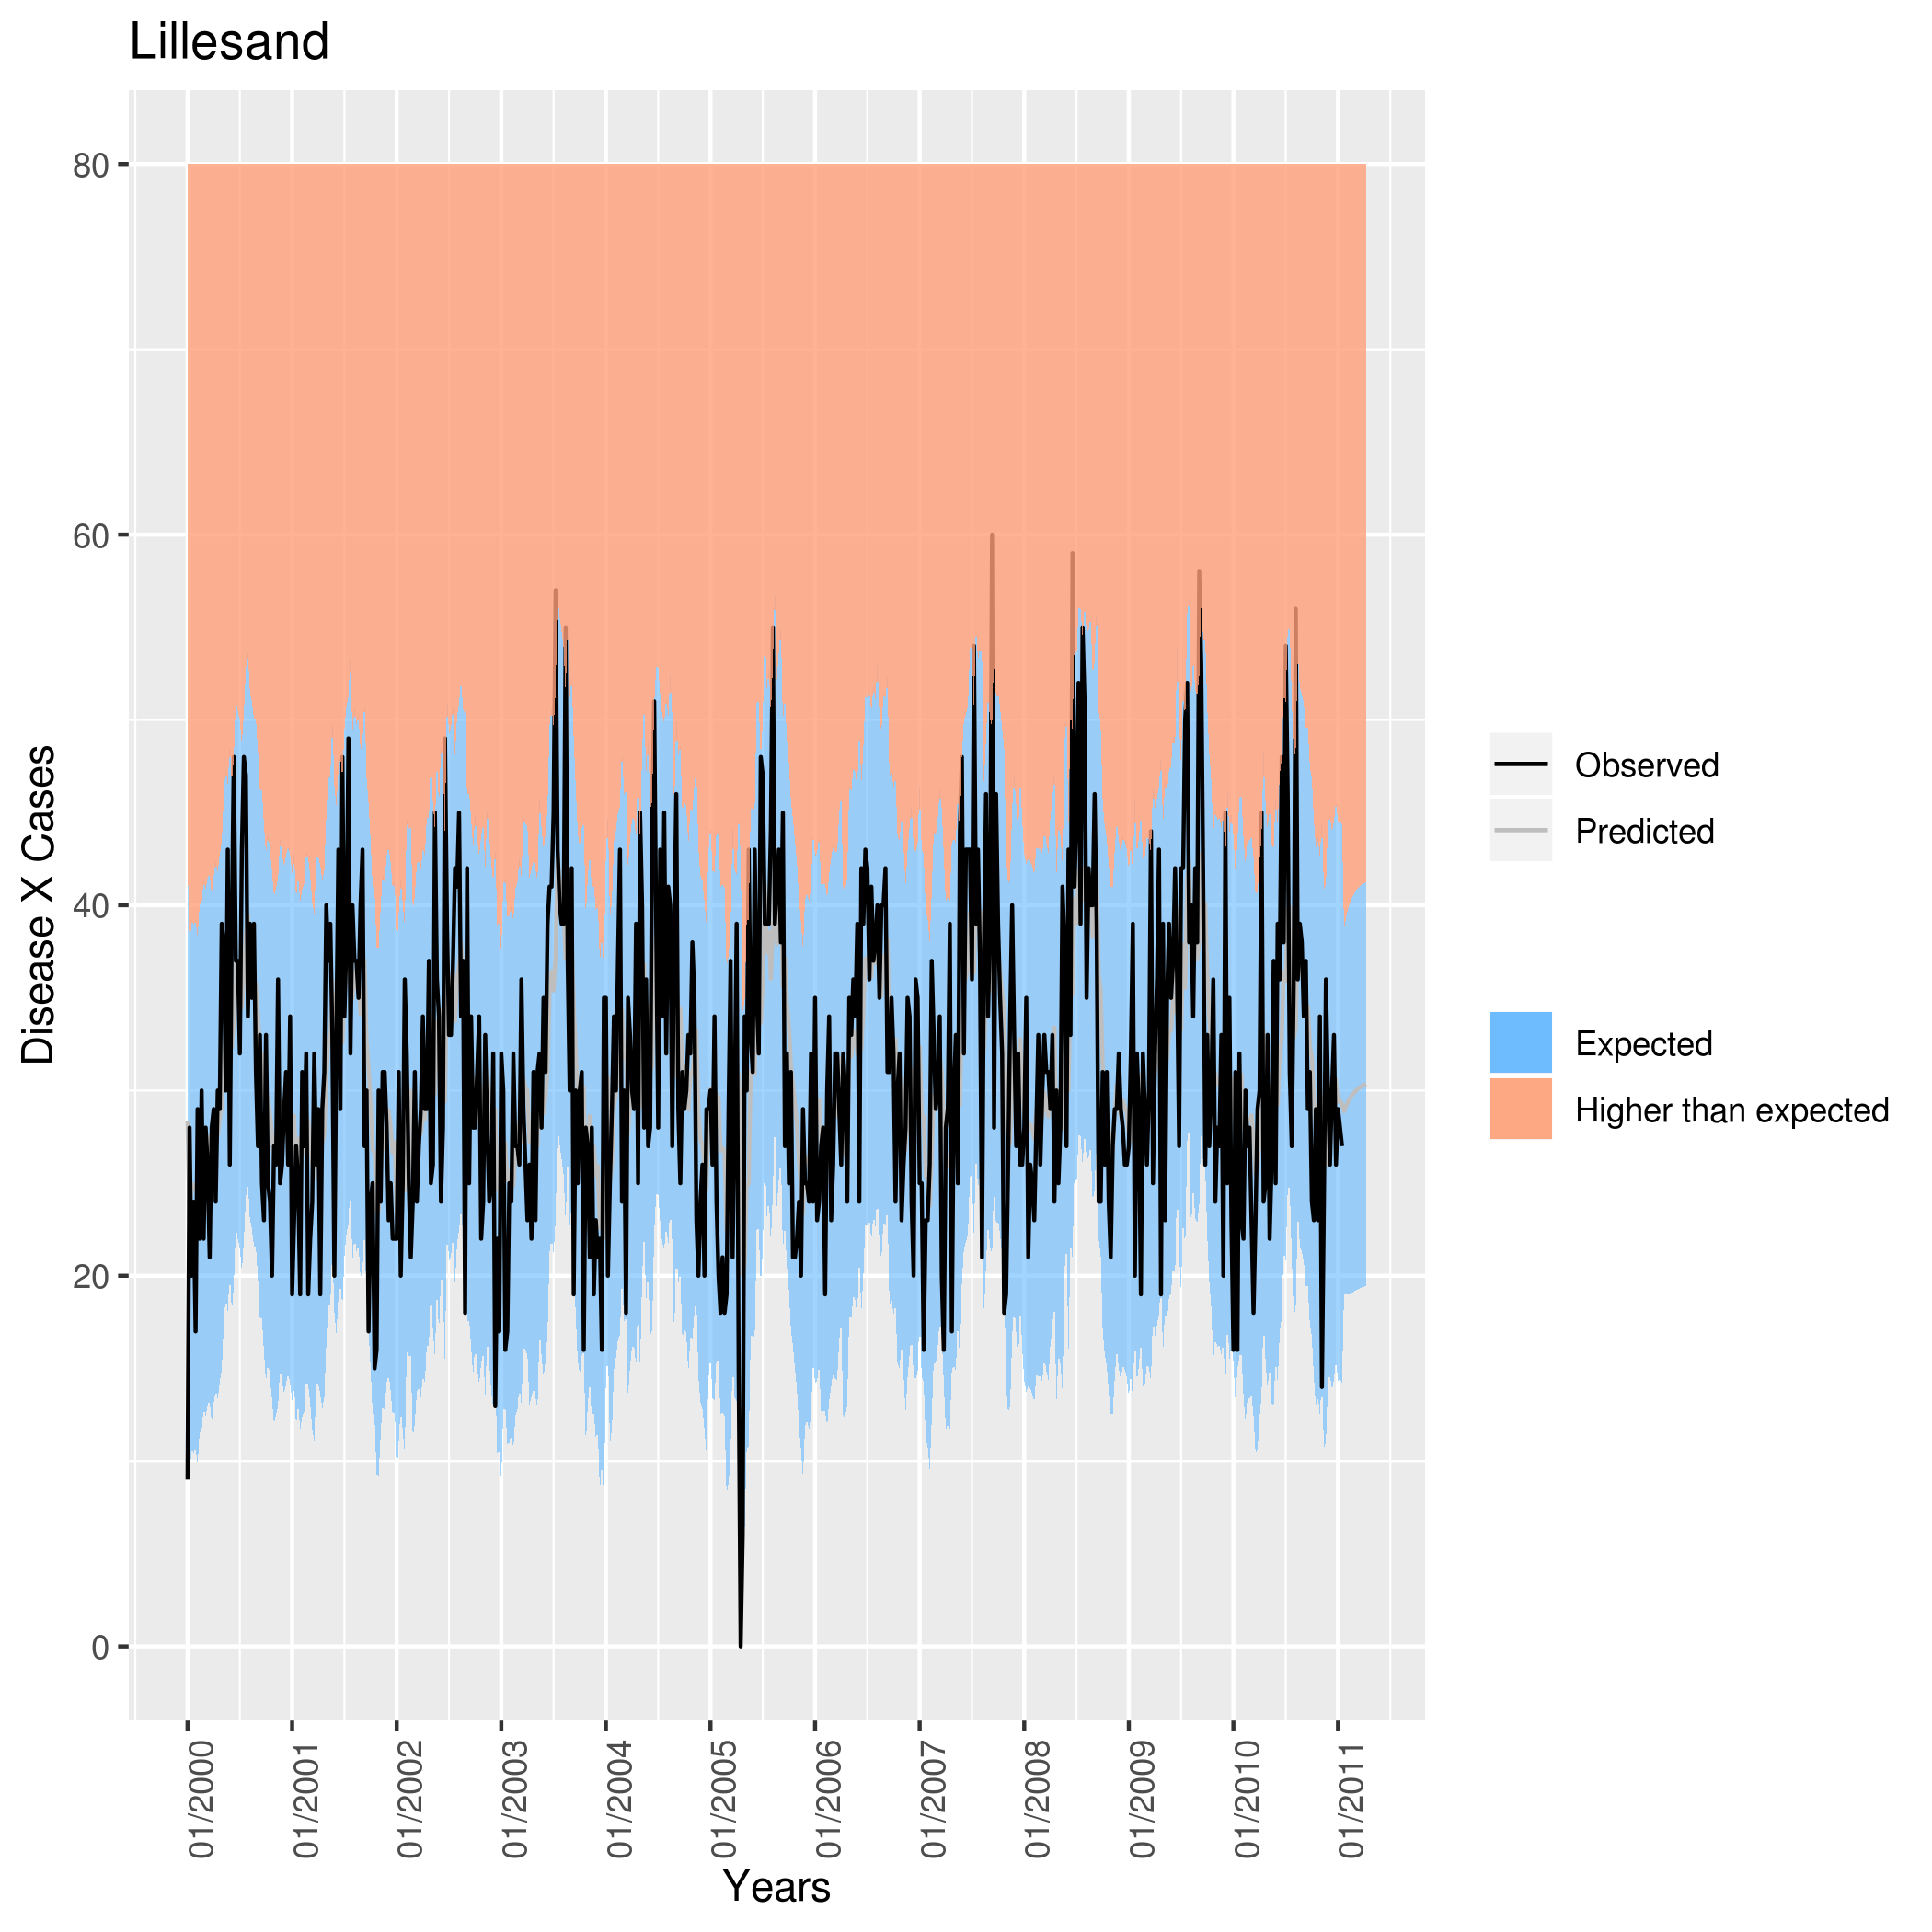 Lillesand
80
60
40
20
0
Disease X Cases
01/2000
01/2001
01/2002
01/2003
01/2004
01/2005
01/2006
01/2007
01/2008
01/2009
01/2010
01/2011
Years
Observed
Predicted
Expected
Higher than expected